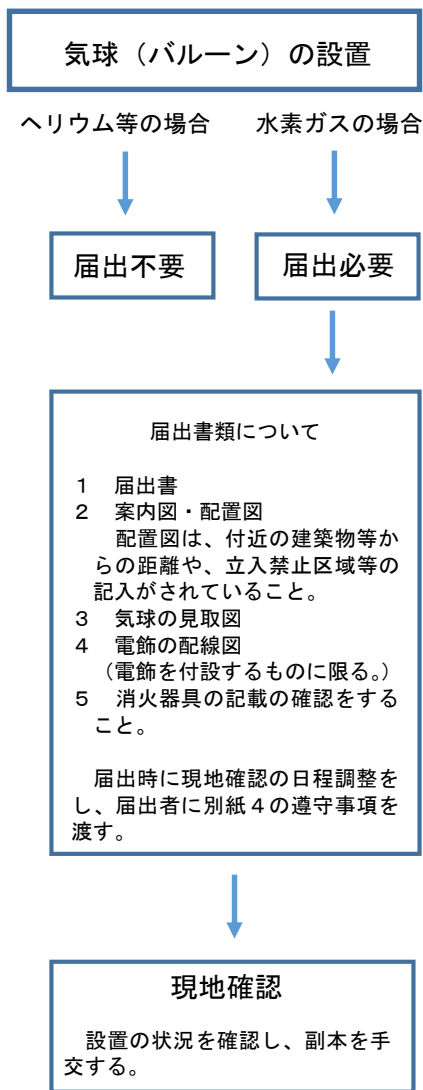 気球（バルーン）の設置
ヘリウム等の場合
水素ガスの場合
届出不要
届出必要
届出書類について
１　届出書
２　案内図・配置図
配置図は、付近の建築物等か
らの距離や、立入禁止区域等の
記入がされていること。
３　気球の見取図
４　電飾の配線図
（電飾を付設するものに限る。）
５　消火器具の記載の確認をする
こと。
届出時に現地確認の日程調整を
し、届出者に別紙４の遵守事項を
渡す。
現地確認
設置の状況を確認し、副本を手
交する。